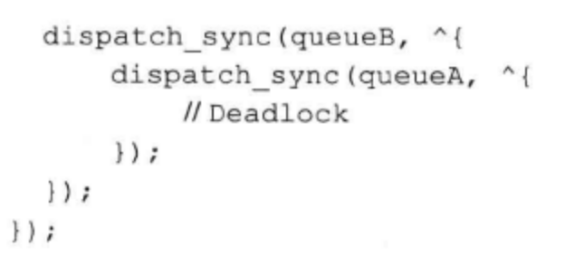 dispatch_sync(queueB, ^{
dispatch_sync(queueA, ^{
// Deadlock
});
});
});